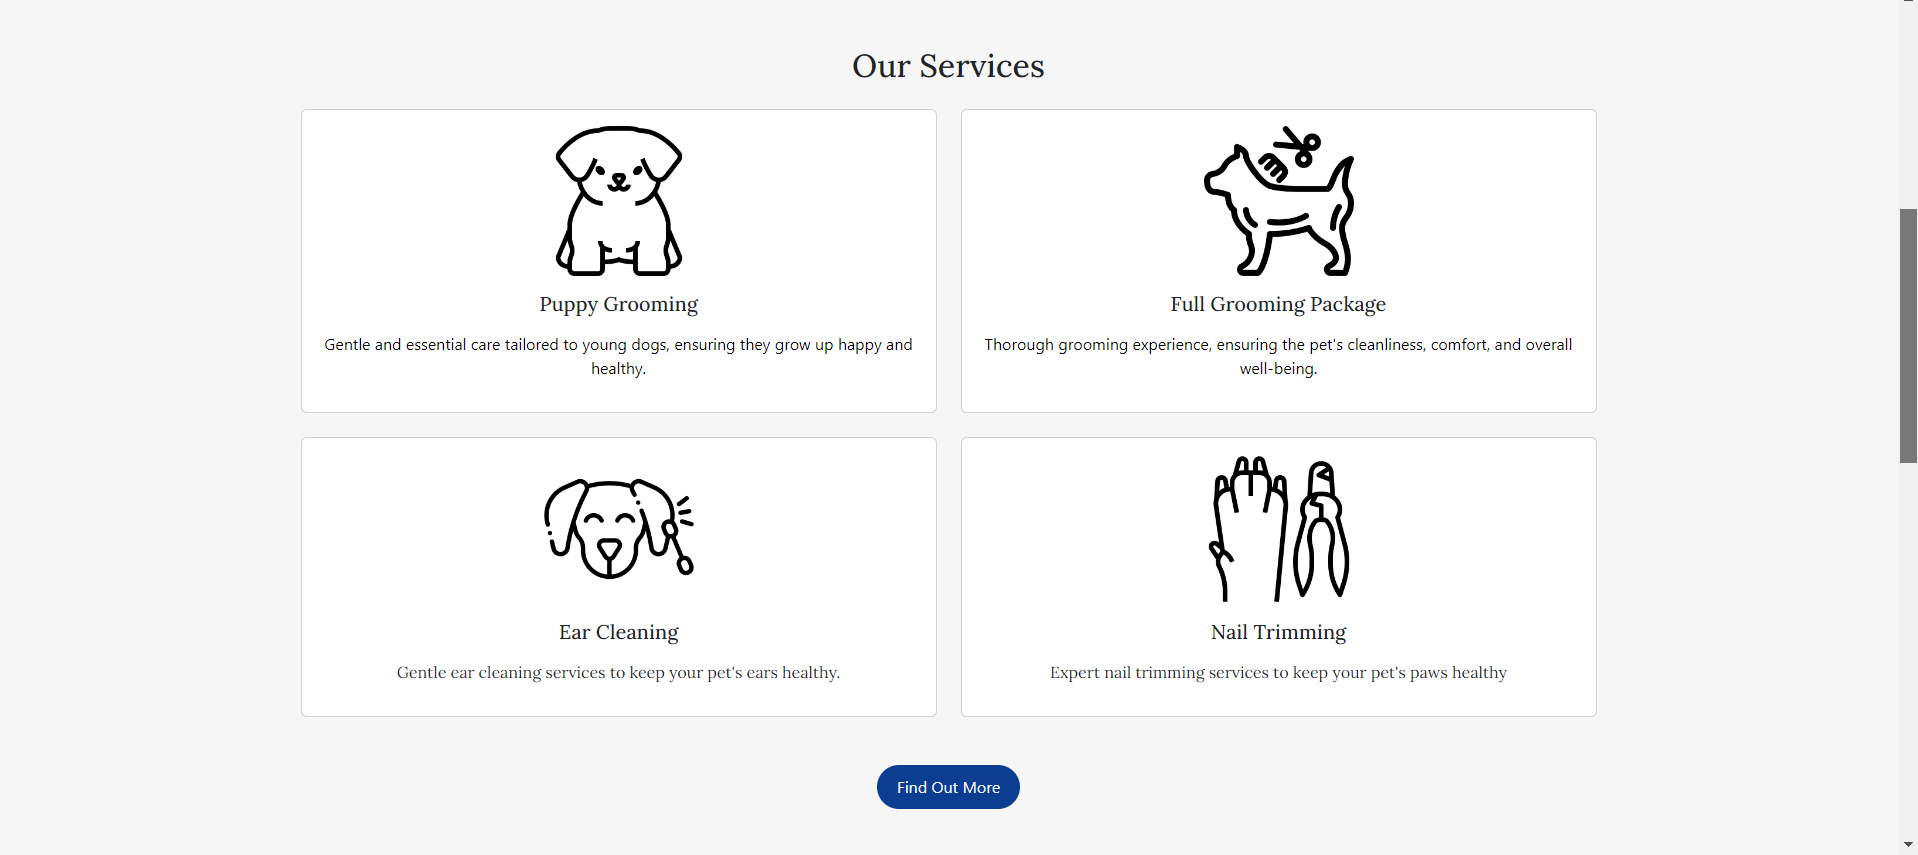 Our Services
Puppy Grooming
Gentle and essential care tailored to young dogs, ensuring they grow up happy and
healthy.
Full Grooming Package
Thorough grooming experience, ensuring the pet's cleanliness, comfort, and overall
well-being.
Ear Cleaning
Gentle ear cleaning services to keep your pet's ears healthy.
Nail Trimming
Expert nail trimming services to keep your pet's paws healthy
Find Out More